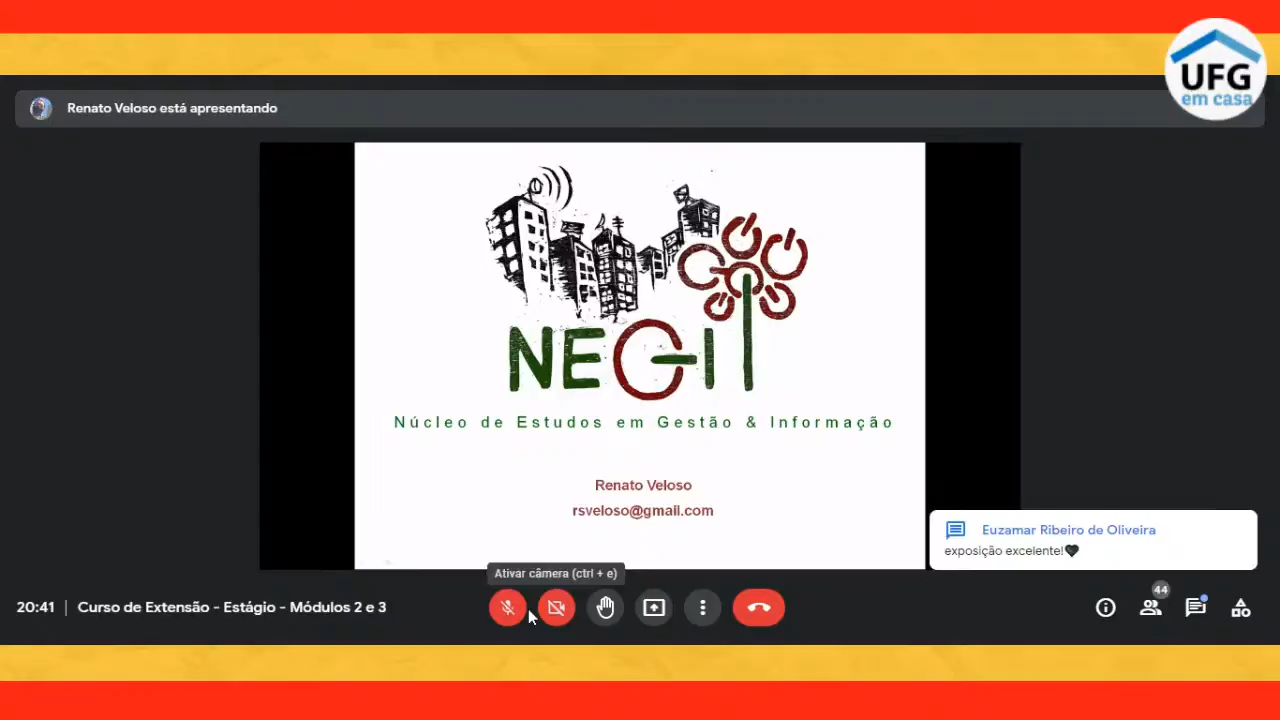 UFG
em casa
Renato Veloso está apresentando
NEGI
Núcleo de Estudos em Gestão & Informação
Renato Veloso
rsveloso@gmail.com
Euzamar Ribeiro de Oliveira
exposição excelente!🖤
Ativar câmera (ctrl + e)
20:41 | Curso de Extensão - Estágio - Módulos 2 e 3
44